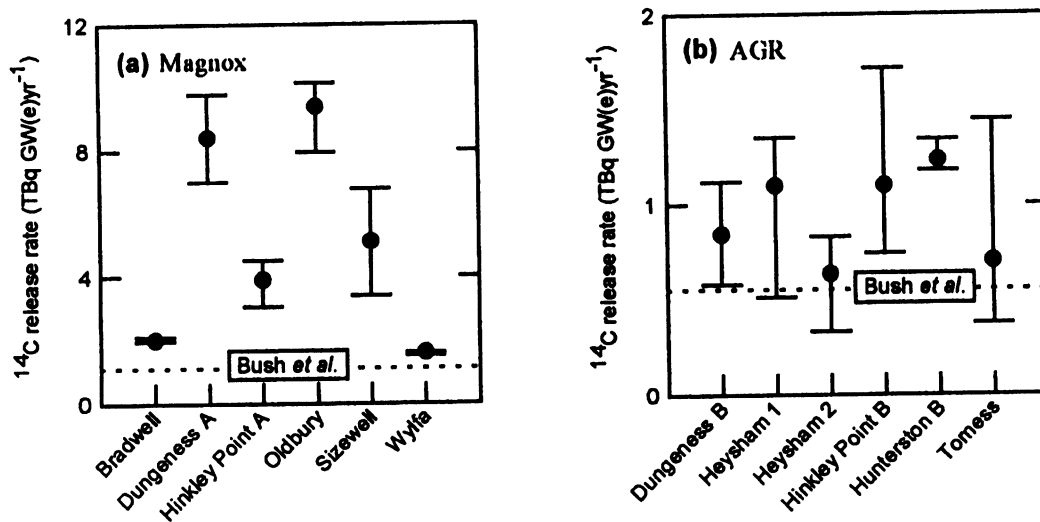 (a) Magnox
¹⁴C release rate (TBq GW(e)yr⁻¹)
12
8
4
0
Bush et al.
Bradwell
Dungeness A
Hinkley Point A
Oldbury
Sizewell
Wylfa
(b) AGR
¹⁴C release rate (TBq GW(e)yr⁻¹)
2
1
0
Bush et al.
Dungeness B
Heysham 1
Heysham 2
Hinkley Point B
Hunterston B
Torness